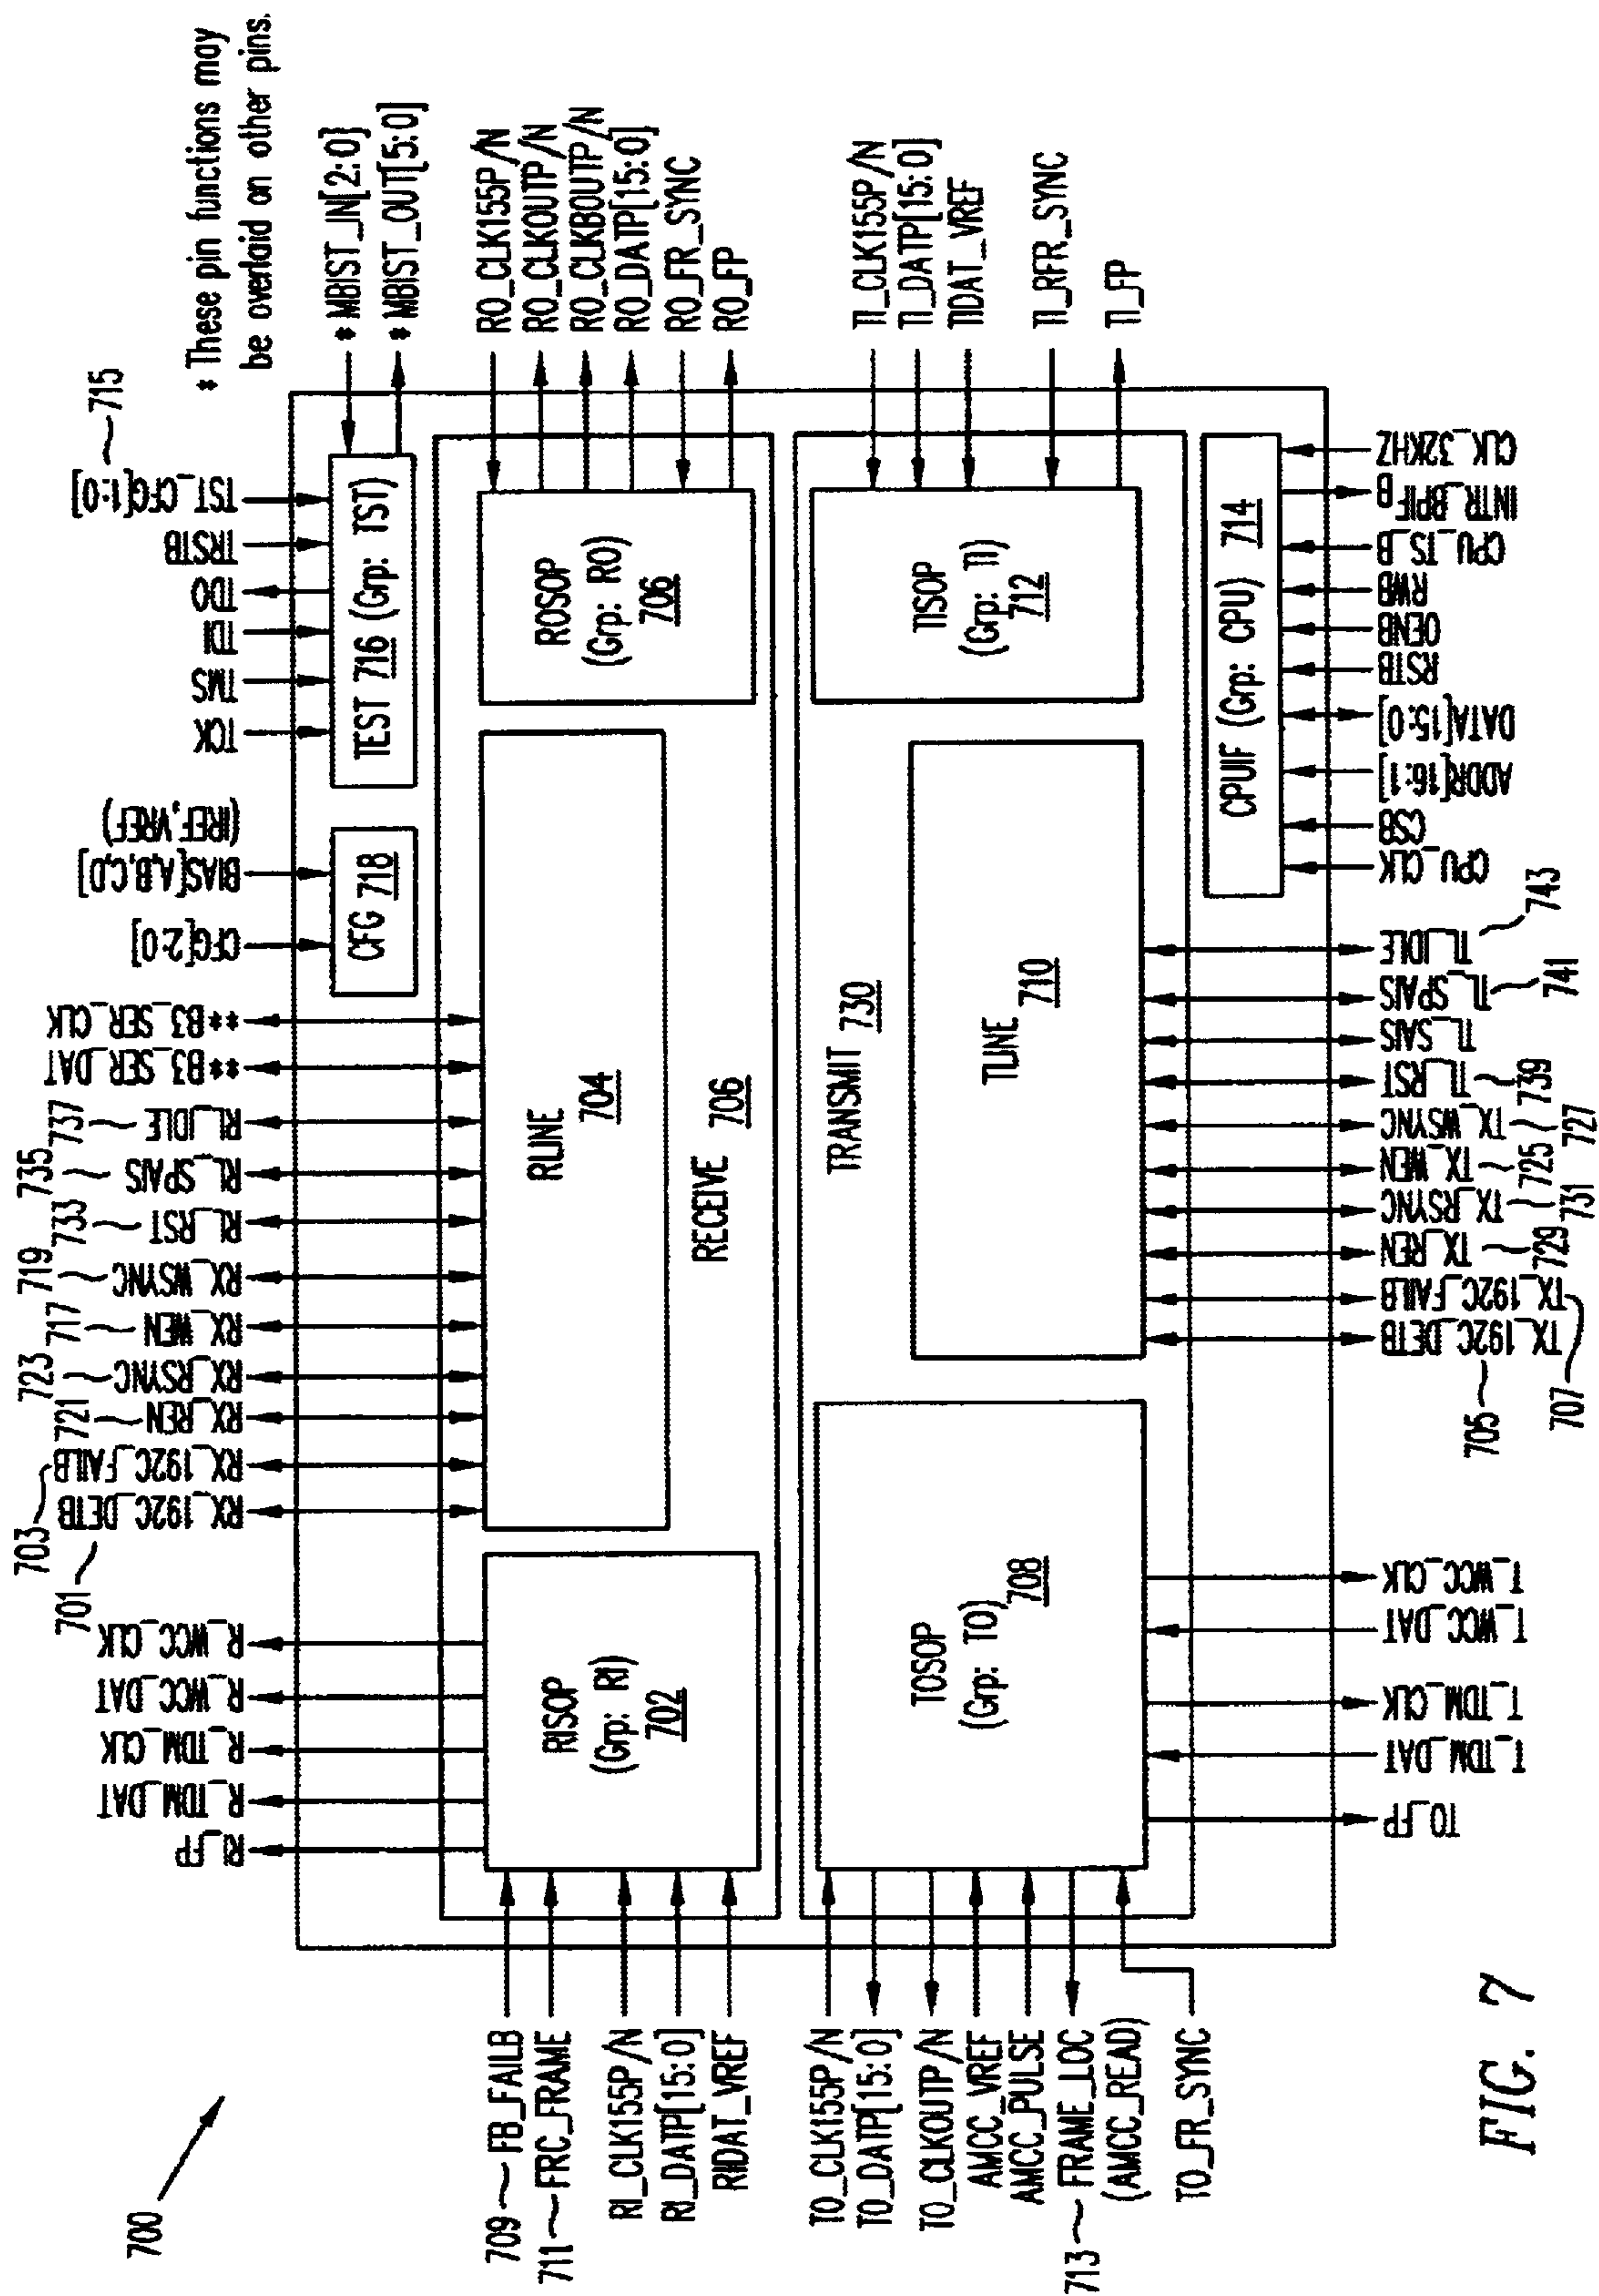 700
* These pin functions may
be overlaid on other pins.
R_FP
R_TDM_DAT
R_TDM_CLK
R_WCC_DAT
R_WCC_CLK
701
RX_192C_DETB
703
RX_192C_FAILB
721
RX_REN
723
RX_RSYNC
717
RX_WEN
719
RX_WSYNC
733
RL_RST
735
RL_SPAIS
737
RL_IDLE
**B3_SER_DAT
**B3_SER_CLK
CFG[2:0]
BIAS[A,B,C,D]
(IREF,VREF)
TCK
TMS
TDI
TDO
TRSTB
TST_CFG[1:0]
715
* MBIST_IN[2:0]
* MBIST_OUT[5:0]
CFG 718
TEST 716 (Grp: TST)
709
FB_FAILB
711
FRC_FRAME
RI_CLK155P/N
RI_DATP[15:0]
RIDAT_VREF
RISOP
(Grp: RI)
702
RLINE
704
RECEIVE 706
ROSOP
(Grp: RO)
706
RO_CLK155P/N
RO_CLKOUTP/N
RO_CLKBOUTP/N
RO_DATP[15:0]
RO_FR_SYNC
RO_FP
TO_CLK155P/N
TO_DATP[15:0]
TO_CLKOUTP/N
AMCC_VREF
AMCC_PULSE
713
FRAME_LOC
(AMCC_READ)
TO_FR_SYNC
TOSOP
(Grp: TO)
708
TRANSMIT 730
TLINE
710
TISOP
(Grp: TI)
712
TI_CLK155P/N
TI_DATP[15:0]
TIDAT_VREF
TI_RFR_SYNC
TI_FP
CPUIF (Grp: CPU) 714
TO_FP
T_TDM_DAT
T_TDM_CLK
T_WCC_DAT
T_WCC_CLK
TX_192C_DETB
705
TX_192C_FAILB
707
TX_REN
729
TX_RSYNC
731
TX_WEN
725
TX_WSYNC
727
TL_RST
739
TL_SAIS
TL_SPAIS
741
TL_IDLE
743
CPU_CLK
CSB
ADDR[16:1]
DATA[15:0]
RSTB
OENB
RWB
CPU_TS_B
INTR_BPIF
B
CLK_32KHZ
FIG. 7